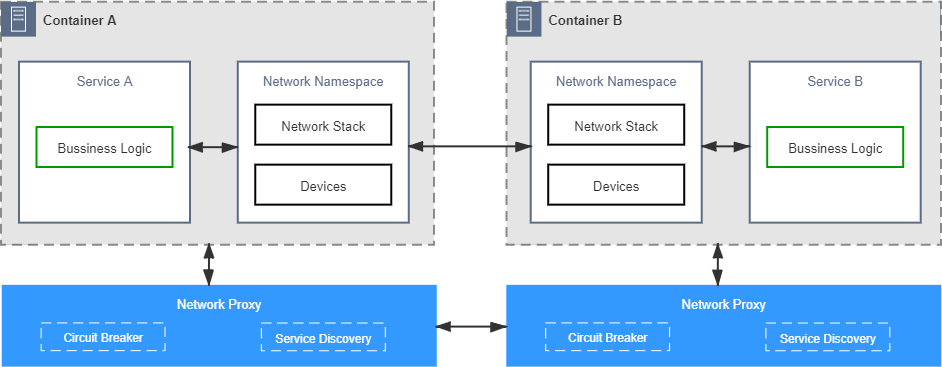 Container A
Container B
Service A
Network Namespace
Network Namespace
Service B
Network Stack
Network Stack
Bussiness Logic
Bussiness Logic
Devices
Devices
Network Proxy
Network Proxy
Circuit Breaker
Service Discovery
Circuit Breaker
Service Discovery